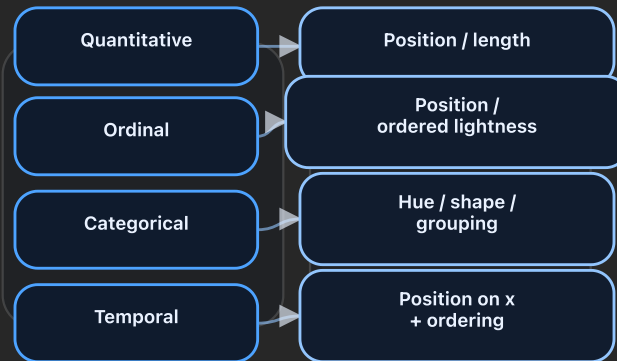 Quantitative
Position / length
Ordinal
Position /
ordered lightness
Categorical
Hue / shape /
grouping
Temporal
Position on x
+ ordering